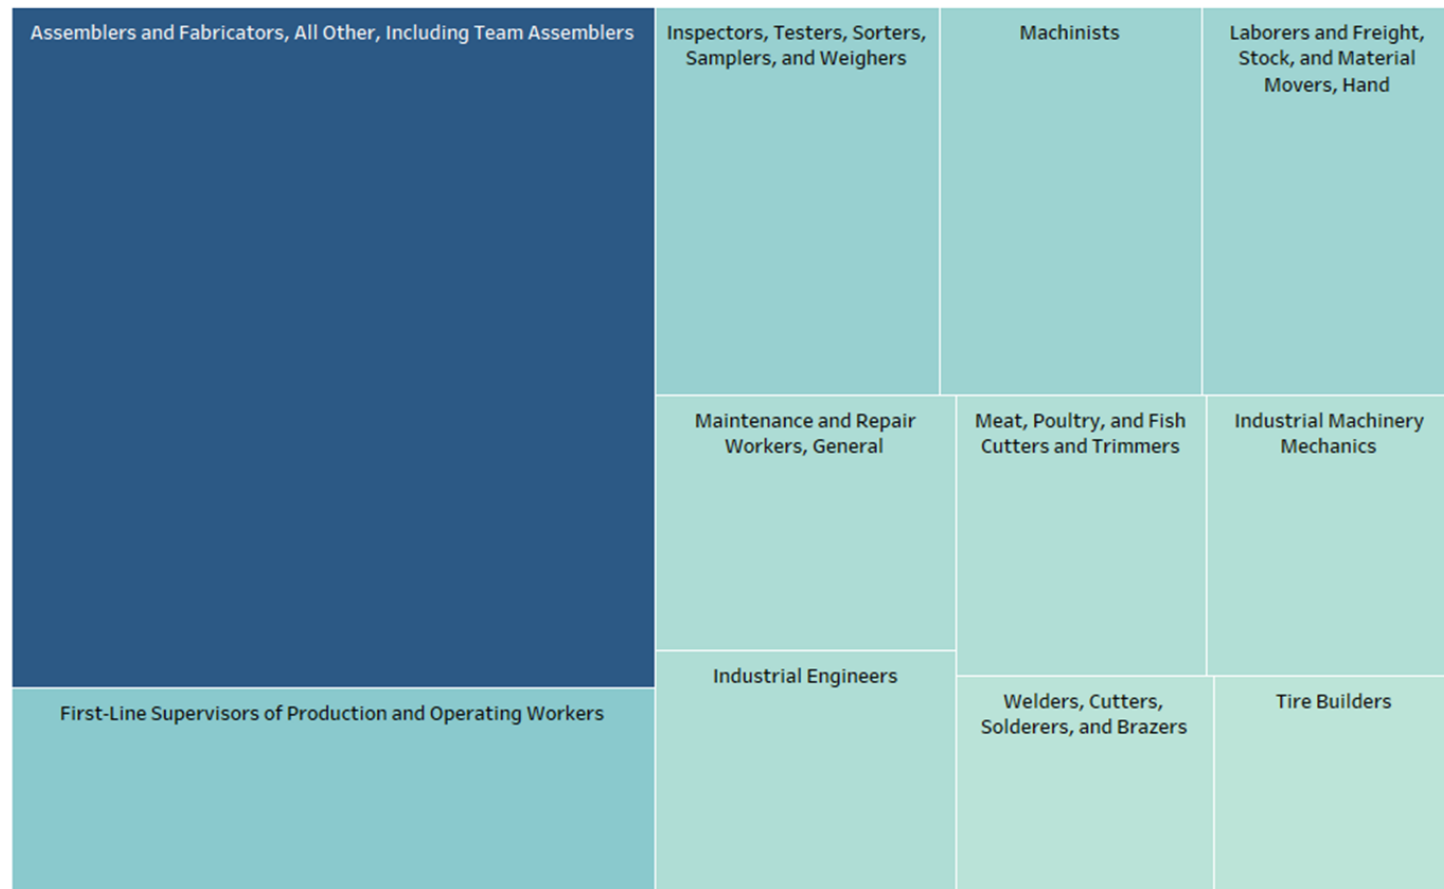 Assemblers and Fabricators, All Other, Including Team Assemblers
Inspectors, Testers, Sorters,
Samplers, and Weighers
Machinists
Laborers and Freight,
Stock, and Material
Movers, Hand
Maintenance and Repair
Workers, General
Meat, Poultry, and Fish
Cutters and Trimmers
Industrial Machinery
Mechanics
Industrial Engineers
First-Line Supervisors of Production and Operating Workers
Welders, Cutters,
Solderers, and Brazers
Tire Builders